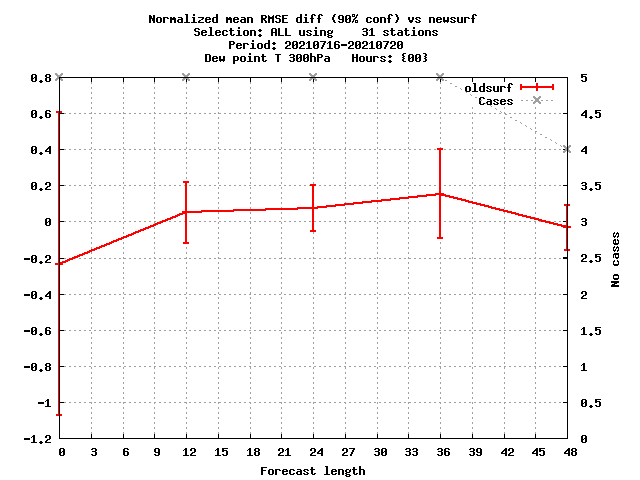 Normalized mean RMSE diff (90% conf) vs newsurf
Selection: ALL using    31 stations
Period: 20210716-20210720
Dew point T 300hPa   Hours: {00}
oldsurf
Cases
0.8
0.6
0.4
0.2
0
-0.2
-0.4
-0.6
-0.8
-1
-1.2
5
4.5
4
3.5
3
2.5
2
1.5
1
0.5
0
No cases
0 3 6 9 12 15 18 21 24 27 30 33 36 39 42 45 48
Forecast length